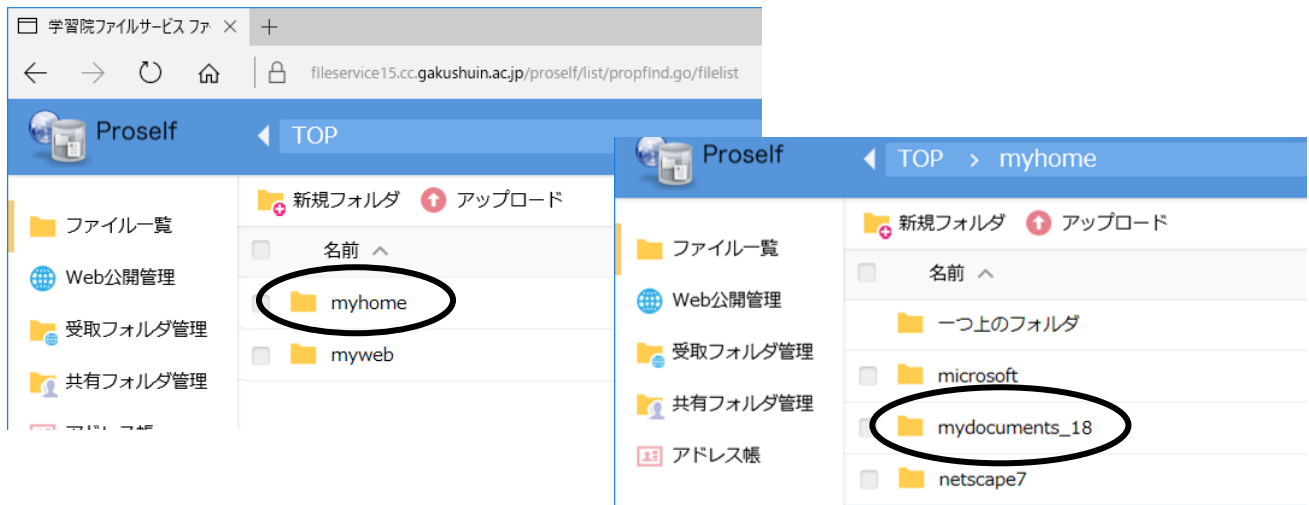 学習院ファイルサービス ファ
fileservice15.cc.gakushuin.ac.jp/proself/list/propfind.go/filelist
Proself
TOP
新規フォルダ アップロード
名前
ファイル一覧
Web公開管理
受取フォルダ管理
共有フォルダ管理
myhome
myweb
Proself
TOP > myhome
新規フォルダ アップロード
名前
ファイル一覧
Web公開管理
受取フォルダ管理
共有フォルダ管理
アドレス帳
一つ上のフォルダ
microsoft
mydocuments_18
netscape7